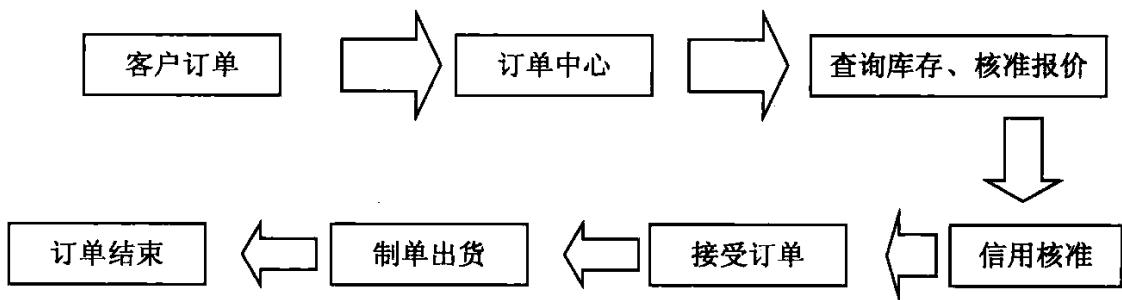 客户订单
订单中心
查询库存、核准报价
信用核准
接受订单
制单出货
订单结束